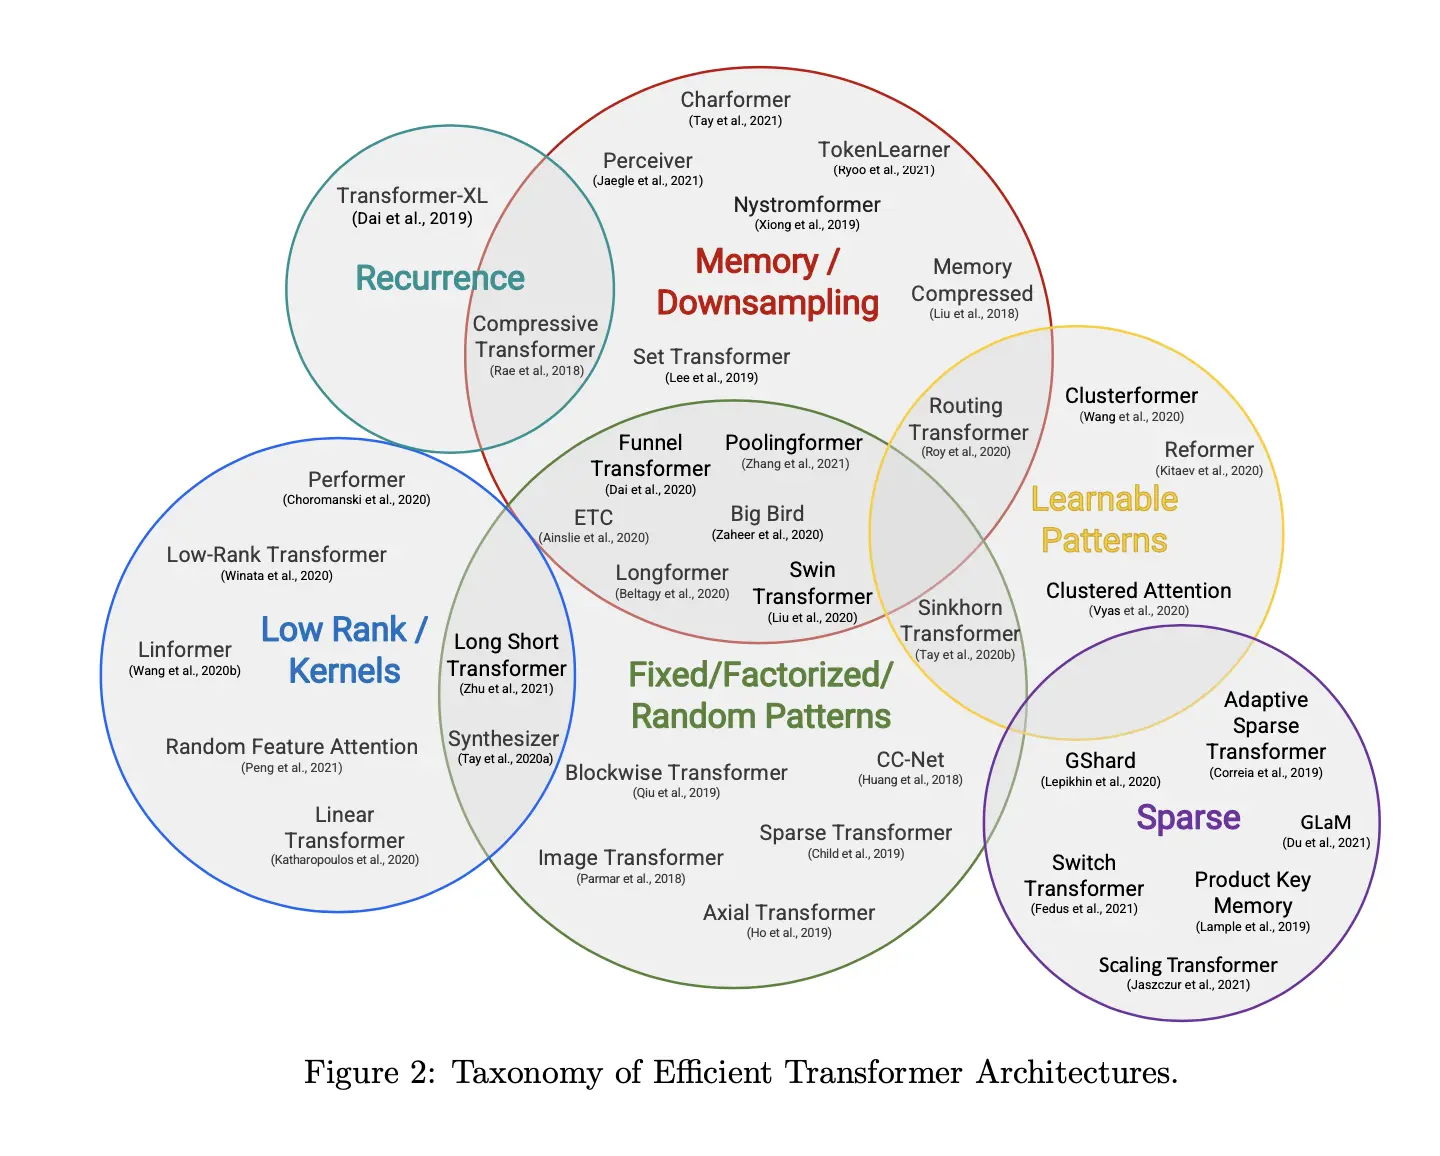 Charformer
(Tay et al., 2021)
TokenLearner
(Ryoo et al., 2021)
Perceiver
(Jaegle et al., 2021)
Nystromformer
(Xiong et al., 2019)
Memory /
Downsampling
Memory
Compressed
(Liu et al., 2018)
Set Transformer
(Lee et al., 2019)
Transformer-XL
(Dai et al., 2019)
Recurrence
Compressive
Transformer
(Rae et al., 2018)
Funnel
Transformer
(Dai et al., 2020)
Poolingformer
(Zhang et al., 2021)
ETC
(Ainslie et al., 2020)
Big Bird
(Zaheer et al., 2020)
Longformer
(Beltagy et al., 2020)
Swin
Transformer
(Liu et al., 2020)
Routing
Transformer
(Roy et al., 2020)
Clusterformer
(Wang et al., 2020)
Reformer
(Kitaev et al., 2020)
Learnable
Patterns
Clustered Attention
(Vyas et al., 2020)
Sinkhorn
Transformer
(Tay et al., 2020b)
Performer
(Choromanski et al., 2020)
Low-Rank Transformer
(Winata et al., 2020)
Low Rank /
Kernels
Linformer
(Wang et al., 2020b)
Random Feature Attention
(Peng et al., 2021)
Linear
Transformer
(Katharopoulos et al., 2020)
Long Short
Transformer
(Zhu et al., 2021)
Synthesizer
(Tay et al., 2020a)
Fixed/Factorized/
Random Patterns
Blockwise Transformer
(Qiu et al., 2019)
CC-Net
(Huang et al., 2018)
Sparse Transformer
(Child et al., 2019)
Image Transformer
(Parmar et al., 2018)
Axial Transformer
(Ho et al., 2019)
Adaptive
Sparse
Transformer
(Correia et al., 2019)
GShard
(Lepikhin et al., 2020)
Sparse
GLaM
(Du et al., 2021)
Switch
Transformer
(Fedus et al., 2021)
Product Key
Memory
(Lample et al., 2019)
Scaling Transformer
(Jaszczur et al., 2021)
Figure 2: Taxonomy of Efficient Transformer Architectures.